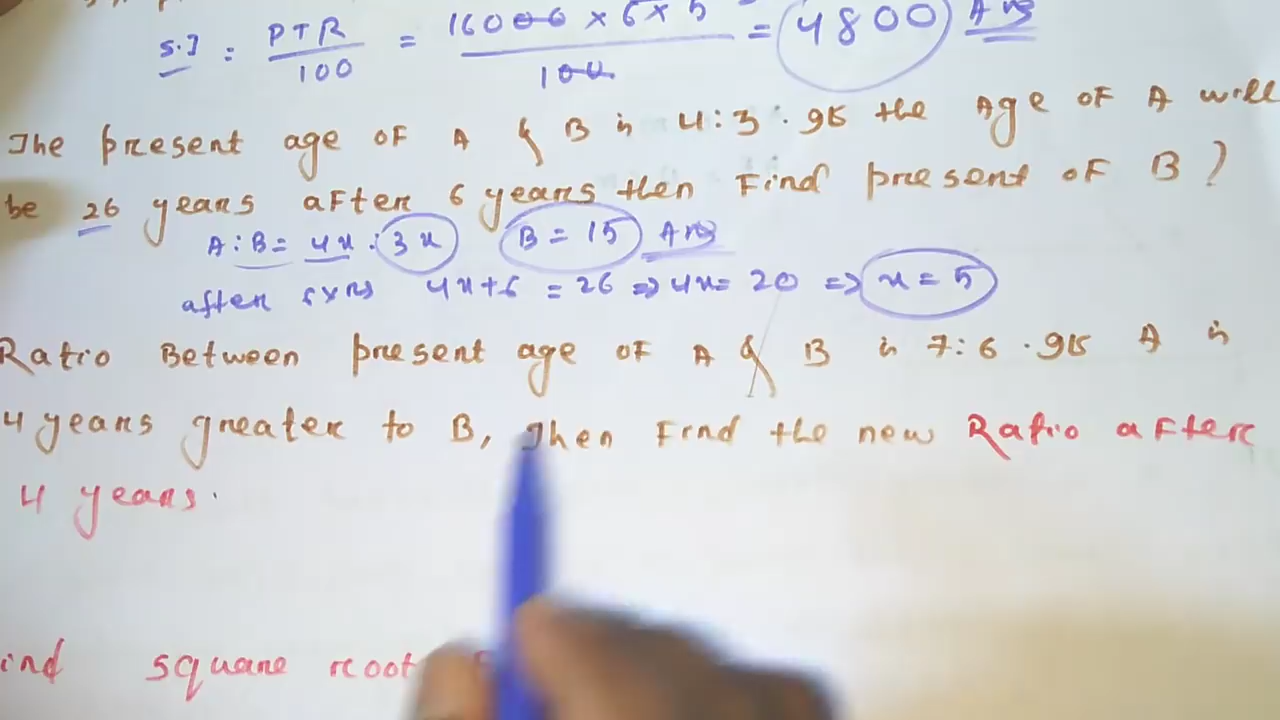 S.I : PTR / 100 = 16000 × 6 × 5 / 100 = 4800 Ans
The present age of A & B is 4:3. If the Age of A will
be 26 years after 6 years then Find present of B?
A:B = 4x : 3x B = 15 Ans
after 6 yrs 4x+6 = 26 => 4x = 20 => x = 5
Ratio Between present age of A & B is 7:6. If A is
4 years greater to B, Then Find the new Ratio after
4 years.
ind square root